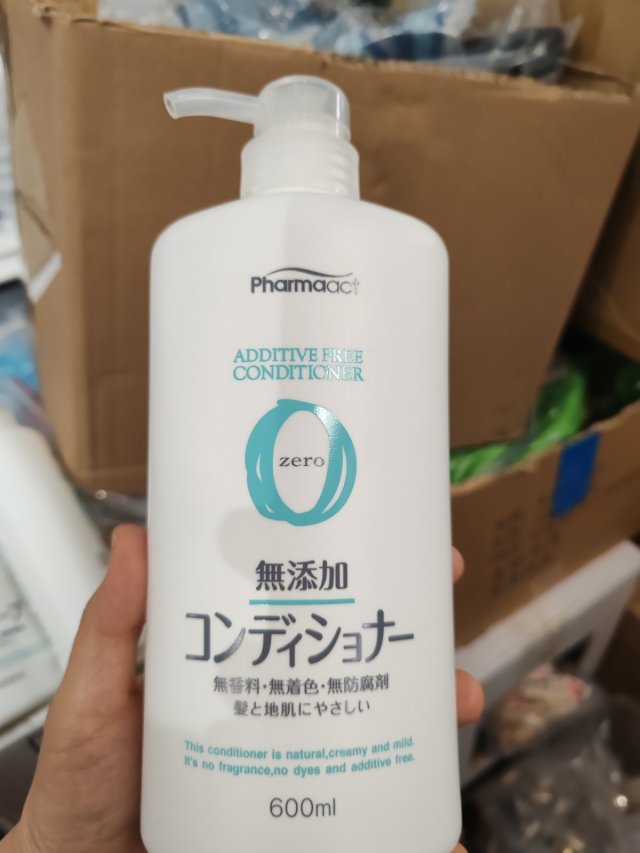 Pharmaact
ADDITIVE FREE
CONDITIONER
zero
無添加
コンディショナー
無香料・無着色・無防腐剤
髪と地肌にやさしい
This conditioner is natural,creamy and mild.
It's no fragrance,no dyes and additive free.
600ml